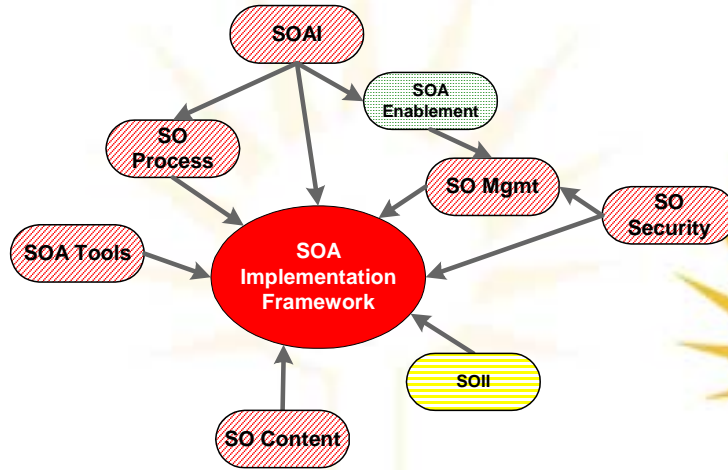 SOAI
SOA
Enablement
SO
Process
SO Mgmt
SO
Security
SOA Tools
SOA
Implementation
Framework
SOII
SO Content